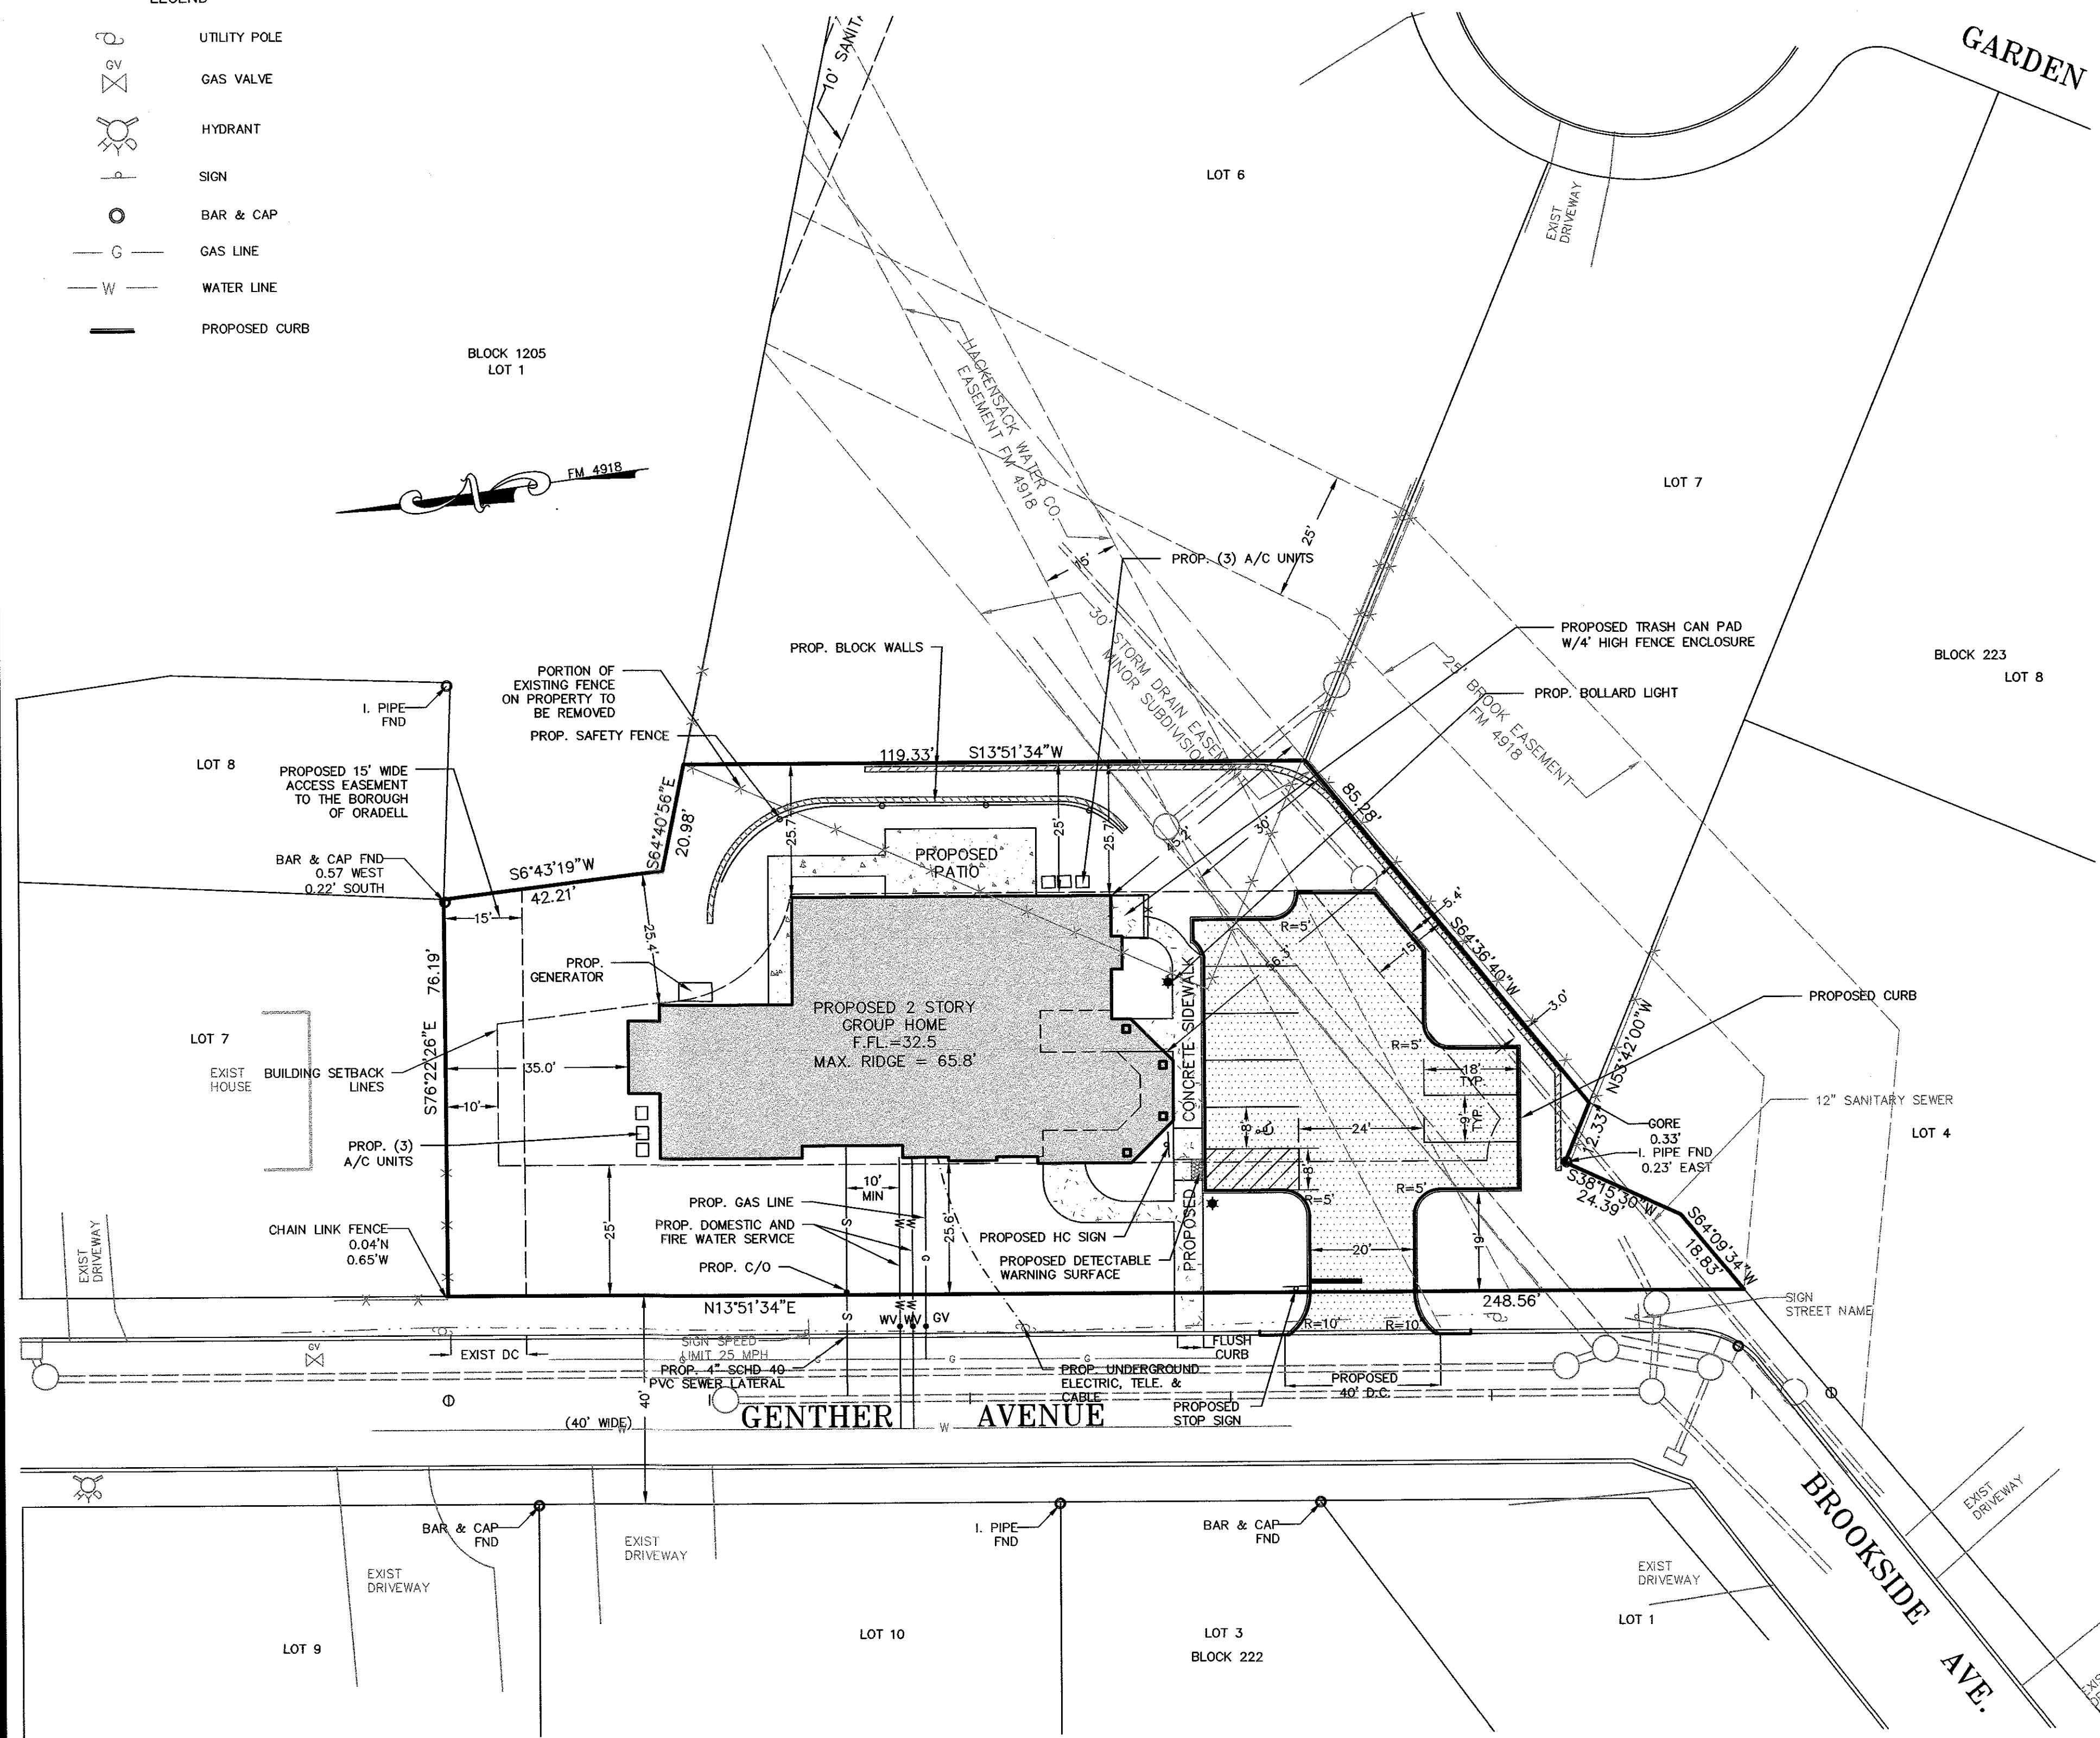 LEGEND
UTILITY POLE
GV
GAS VALVE
HYDRANT
HYD
SIGN
BAR & CAP
G
GAS LINE
W
WATER LINE
PROPOSED CURB
BLOCK 1205
LOT 1
FM 4918
10' SANIT
LOT 6
GARDEN
EXIST
DRIVEWAY
HACKENSACK WATER CO.
EASEMENT FM 4918
LOT 7
25'
15'
PROP. (3) A/C UNITS
30' STORM DRAIN EASEMENT
MINOR SUBDIVISION
25' BROOK EASEMENT
FM 4918
PROPOSED TRASH CAN PAD
W/4' HIGH FENCE ENCLOSURE
PROP. BOLLARD LIGHT
BLOCK 223
LOT 8
PROP. BLOCK WALLS
PORTION OF
EXISTING FENCE
ON PROPERTY TO
BE REMOVED
PROP. SAFETY FENCE
I. PIPE
FND
LOT 8
PROPOSED 15' WIDE
ACCESS EASEMENT
TO THE BOROUGH
OF ORADELL
BAR & CAP FND
0.57 WEST
0.22' SOUTH
S6°43'19"W
42.21'
S64°40'56"E
20.98'
119.33'
S13°51'34"W
85.28'
S64°36'40"W
5.4'
15'
3.0'
25.7'
25'
25.7'
30'
PROPOSED
PATIO
15'
25.4'
76.19'
S76°22'26"E
PROP.
GENERATOR
PROPOSED 2 STORY
GROUP HOME
F.FL.=32.5
MAX. RIDGE = 65.8'
R=5'
56.3'
R=5'
CONCRETE SIDEWALK
PROPOSED
18'
TYP.
9'
TYP.
24'
8'
8'
R=5'
R=5'
PROPOSED CURB
N53°42'00"W
12.33'
12" SANITARY SEWER
GORE
0.33'
I. PIPE FND
0.23' EAST
LOT 4
S38°15'30"W
24.39'
S64°09'34"W
18.83'
LOT 7
EXIST
HOUSE
BUILDING SETBACK
LINES
35.0'
10'
PROP. (3)
A/C UNITS
CHAIN LINK FENCE
0.04'N
0.65'W
EXIST
DRIVEWAY
25'
10'
MIN
PROP. GAS LINE
PROP. DOMESTIC AND
FIRE WATER SERVICE
PROP. C/O
S
W
W
G
25.6'
PROPOSED HC SIGN
PROPOSED DETECTABLE
WARNING SURFACE
20'
19'
N13°51'34"E
248.56'
SIGN
STREET NAME
S
WV
WV
GV
R=10'
R=10'
GV
EXIST DC
SIGN SPEED
LIMIT 25 MPH
PROP. 4" SCHD 40
PVC SEWER LATERAL
G
G
G
FLUSH
CURB
PROP. UNDERGROUND
ELECTRIC, TELE. &
CABLE
PROPOSED
40' D.C.
PROPOSED
STOP SIGN
40'
GENTHER AVENUE
(40' WIDE)
W
W
HYD
BAR & CAP
FND
EXIST
DRIVEWAY
EXIST
DRIVEWAY
I. PIPE
FND
BAR & CAP
FND
EXIST
DRIVEWAY
BROOKSIDE AVE.
EXIST
DRIVEWAY
LOT 9
LOT 10
LOT 3
BLOCK 222
LOT 1